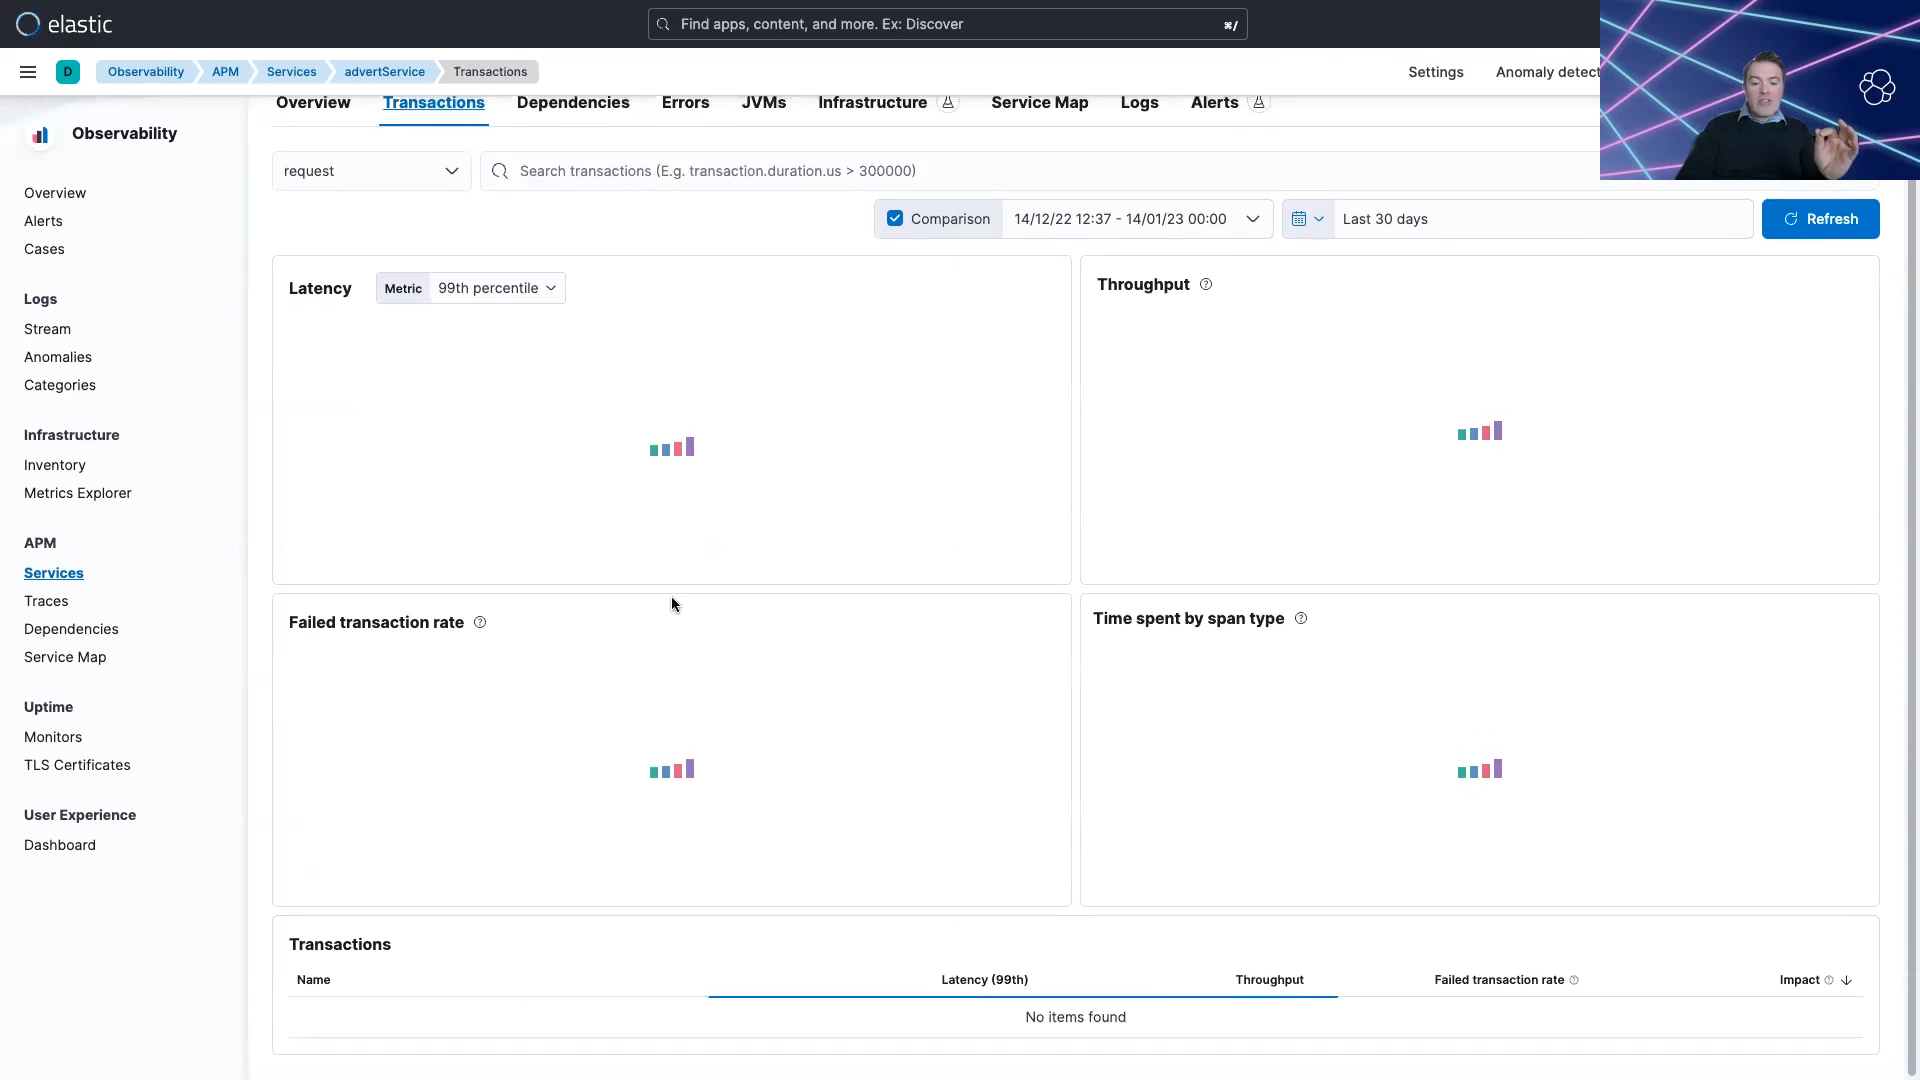 elastic
Find apps, content, and more. Ex: Discover
⌘/
D
Observability
APM
Services
advertService
Transactions
Settings
Anomaly detect
Overview
Transactions
Dependencies
Errors
JVMs
Infrastructure
Service Map
Logs
Alerts
Observability
Overview
Alerts
Cases
Logs
Stream
Anomalies
Categories
Infrastructure
Inventory
Metrics Explorer
APM
Services
Traces
Dependencies
Service Map
Uptime
Monitors
TLS Certificates
User Experience
Dashboard
request
Search transactions (E.g. transaction.duration.us > 300000)
Comparison
14/12/22 12:37 - 14/01/23 00:00
Last 30 days
Refresh
Latency
Metric
99th percentile
Throughput
Failed transaction rate
Time spent by span type
Transactions
Name
Latency (99th)
Throughput
Failed transaction rate
Impact
No items found